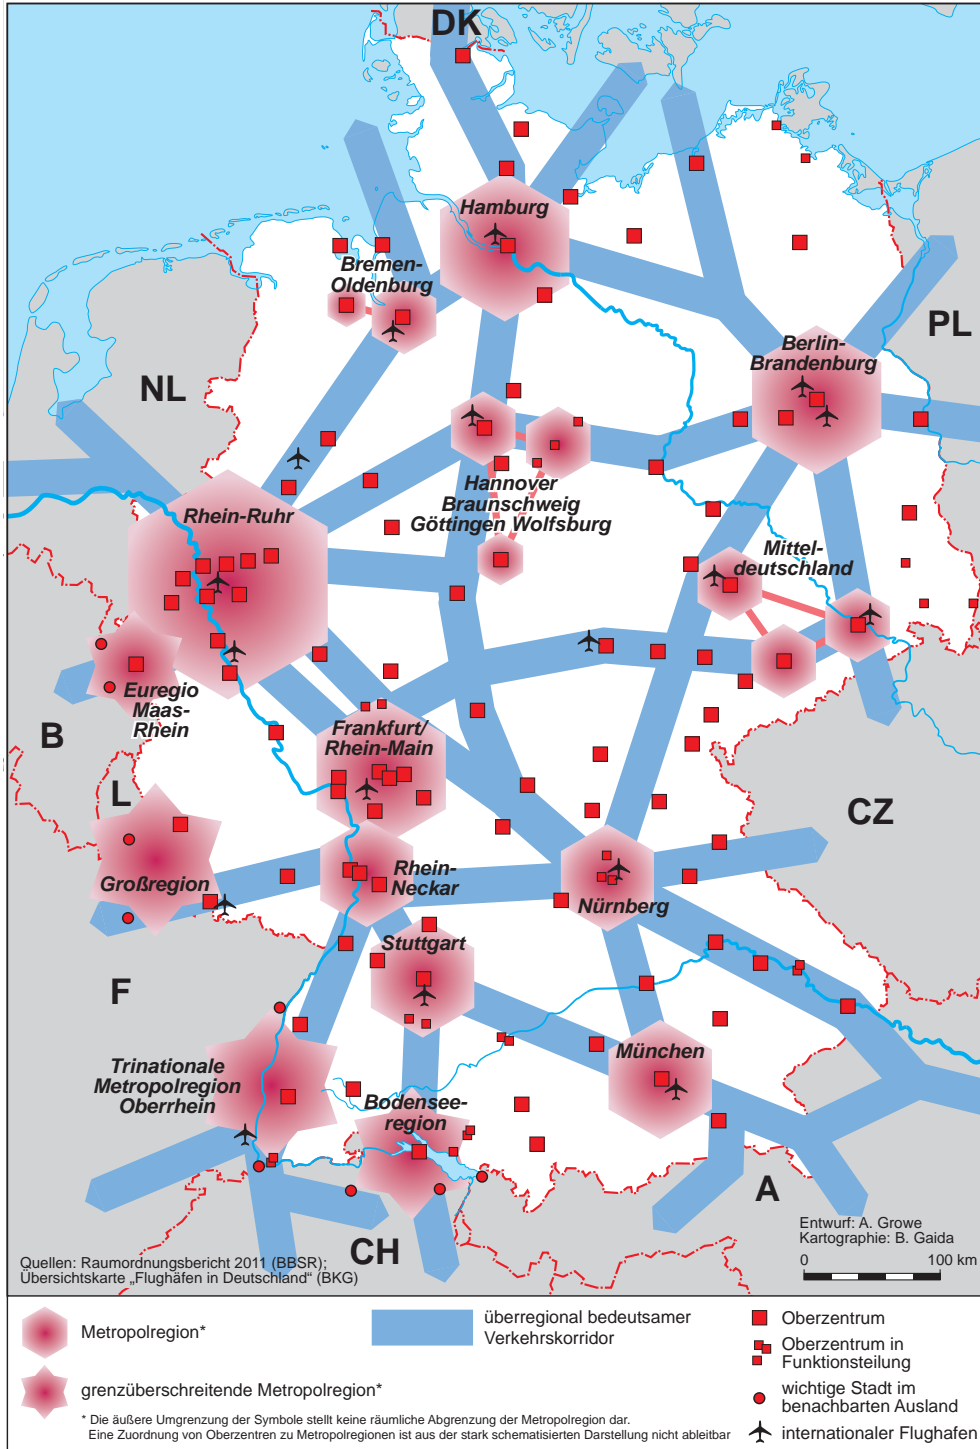 DK
Hamburg
Bremen-
Oldenburg
PL
Berlin-
Brandenburg
NL
Hannover
Braunschweig
Göttingen Wolfsburg
Rhein-Ruhr
Mittel-
deutschland
Euregio
Maas-
Rhein
B
Frankfurt/
Rhein-Main
L
CZ
Großregion
Rhein-
Neckar
Nürnberg
Stuttgart
F
München
Trinationale
Metropolregion
Oberrhein
Bodensee-
region
A
CH
Entwurf: A. Growe
Kartographie: B. Gaida
0 100 km
Quellen: Raumordnungsbericht 2011 (BBSR);
Übersichtskarte „Flughäfen in Deutschland“ (BKG)
Metropolregion*
grenzüberschreitende Metropolregion*
überregional bedeutsamer
Verkehrskorridor
Oberzentrum
Oberzentrum in
Funktionsteilung
wichtige Stadt im
benachbarten Ausland
internationaler Flughafen
* Die äußere Umgrenzung der Symbole stellt keine räumliche Abgrenzung der Metropolregion dar.
Eine Zuordnung von Oberzentren zu Metropolregionen ist aus der stark schematisierten Darstellung nicht ableitbar